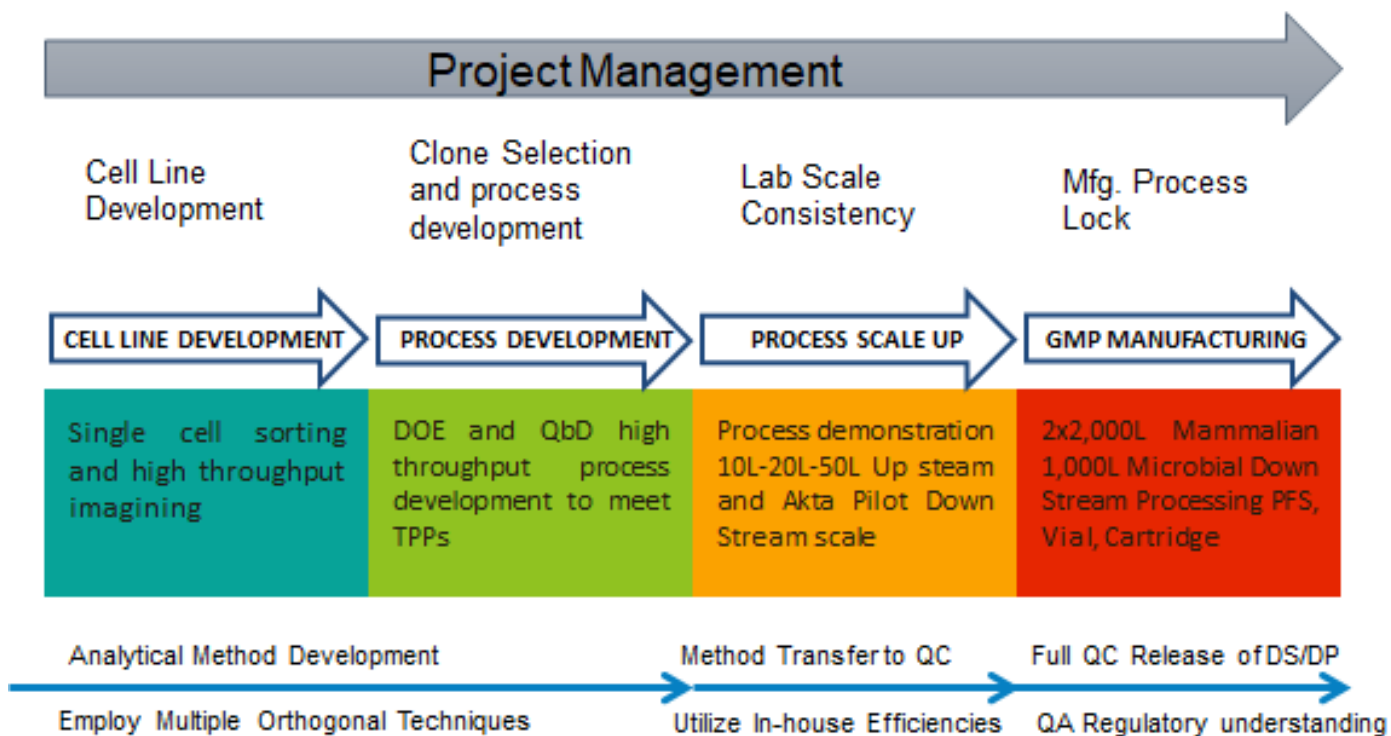 Project Management
Cell Line
Development
Clone Selection
and process
development
Lab Scale
Consistency
Mfg. Process
Lock
CELL LINE DEVELOPMENT
PROCESS DEVELOPMENT
PROCESS SCALE UP
GMP MANUFACTURING
Single cell sorting
and high throughput
imagining
DOE and QbD high
throughput process
development to meet
TPPs
Process demonstration
10L-20L-50L Up steam
and Akta Pilot Down
Stream scale
2x2,000L Mammalian
1,000L Microbial Down
Stream Processing PFS,
Vial, Cartridge
Analytical Method Development
Method Transfer to QC
Full QC Release of DS/DP
Employ Multiple Orthogonal Techniques
Utilize In-house Efficiencies
QA Regulatory understanding